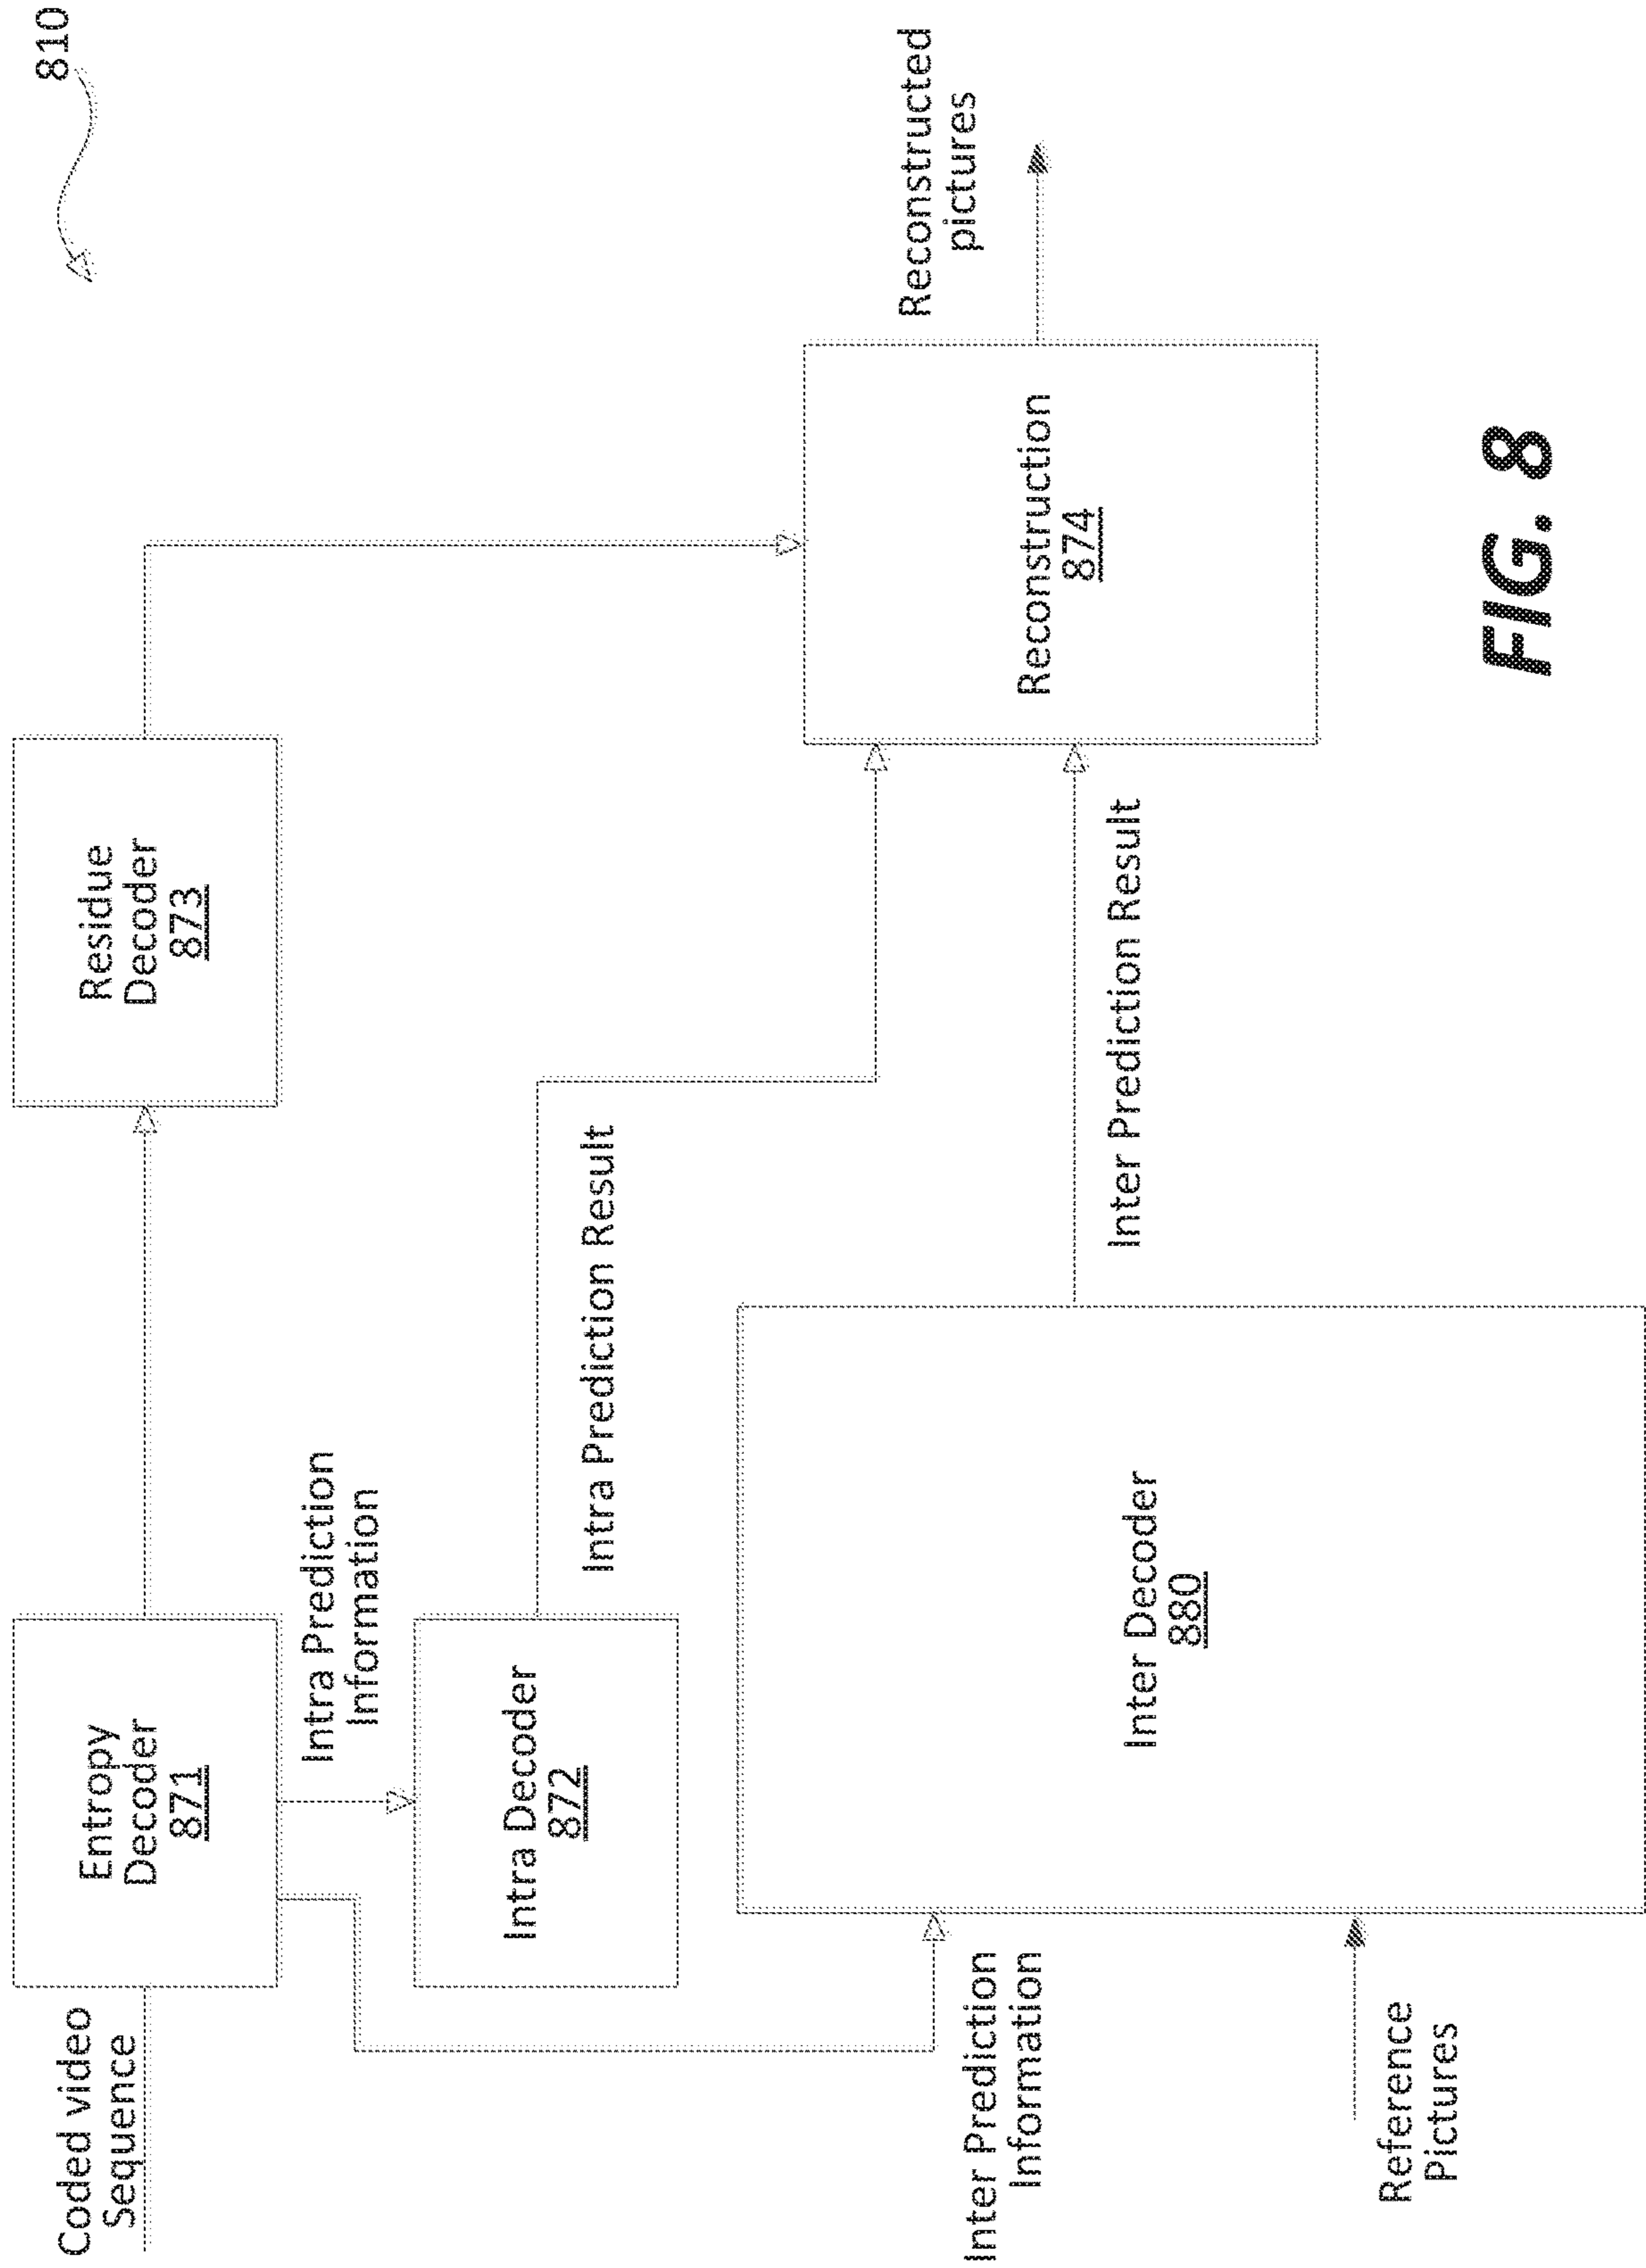 810
Coded video
Sequence
Entropy
Decoder
871
Residue
Decoder
873
Intra Prediction
Information
Intra Decoder
872
Intra Prediction Result
Reconstructed
pictures
Reconstruction
874
Inter Prediction
Information
Inter Decoder
880
Inter Prediction Result
Reference
Pictures
FIG. 8